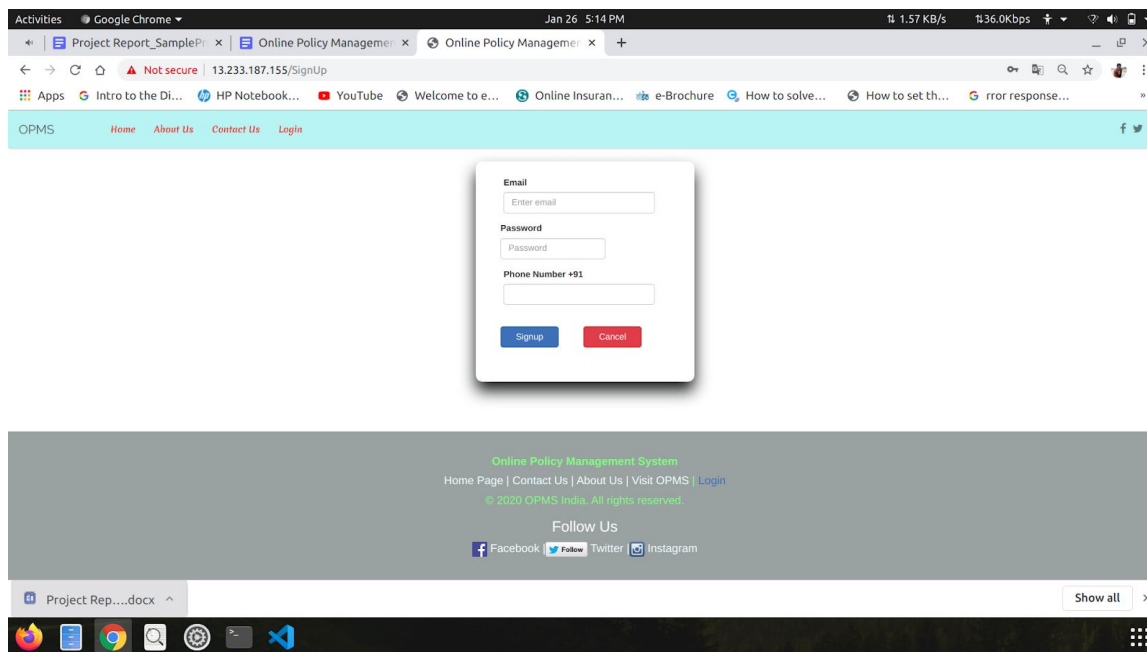 Activities Google Chrome Jan 26 5:14 PM 1.57 KB/s 36.0Kbps
Project Report_SamplePr Online Policy Managemen Online Policy Managemen
Not secure 13.233.187.155/SignUp
Apps Intro to the Di... HP Notebook... YouTube Welcome to e... Online Insuran... e-Brochure How to solve... How to set th... rror response...
OPMS Home About Us Contact Us Login
Email
Enter email
Password
Password
Phone Number +91
Signup Cancel
Online Policy Management System
Home Page | Contact Us | About Us | Visit OPMS | Login
© 2020 OPMS India. All rights reserved.
Follow Us
Facebook | Follow Twitter | Instagram
Project Rep....docx Show all